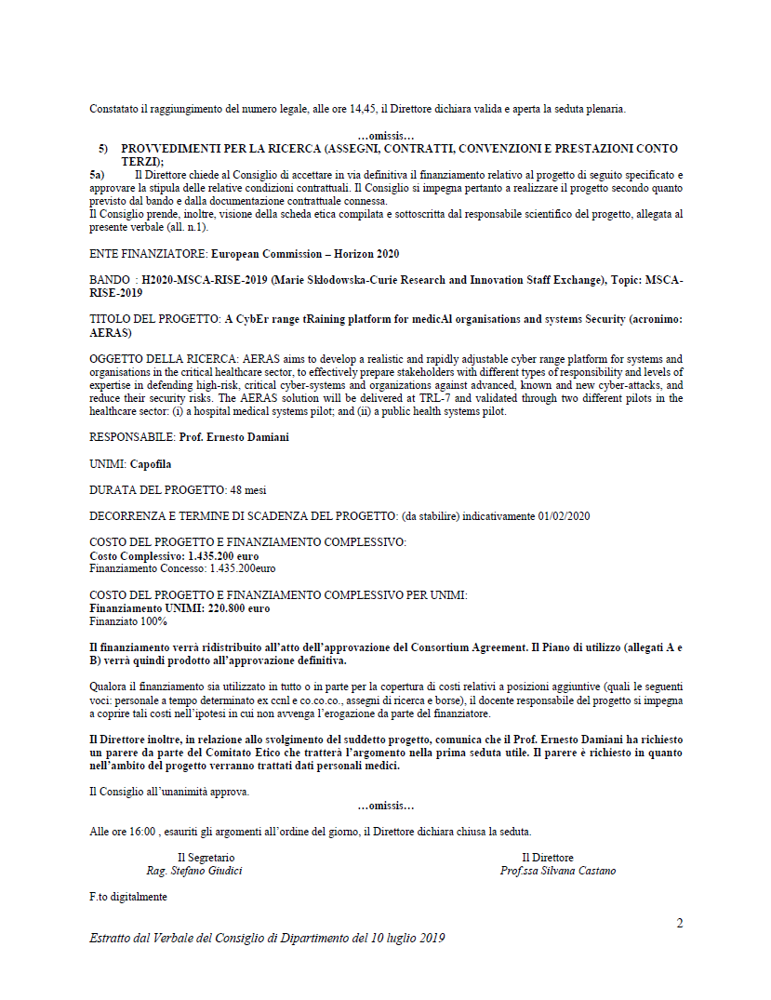 Constatato il raggiungimento del numero legale, alle ore 14,45, il Direttore dichiara valida e aperta la seduta plenaria.
…omissis…
5) PROVVEDIMENTI PER LA RICERCA (ASSEGNI, CONTRATTI, CONVENZIONI E PRESTAZIONI CONTO
TERZI);
5a) Il Direttore chiede al Consiglio di accettare in via definitiva il finanziamento relativo al progetto di seguito specificato e
approvare la stipula delle relative condizioni contrattuali. Il Consiglio si impegna pertanto a realizzare il progetto secondo quanto
previsto dal bando e dalla documentazione contrattuale connessa.
Il Consiglio prende, inoltre, visione della scheda etica compilata e sottoscritta dal responsabile scientifico del progetto, allegata al
presente verbale (all. n.1).
ENTE FINANZIATORE: European Commission – Horizon 2020
BANDO : H2020-MSCA-RISE-2019 (Marie Skłodowska-Curie Research and Innovation Staff Exchange), Topic: MSCA-
RISE-2019
TITOLO DEL PROGETTO: A CybEr range tRaining platform for medicAl organisations and systems Security (acronimo:
AERAS)
OGGETTO DELLA RICERCA: AERAS aims to develop a realistic and rapidly adjustable cyber range platform for systems and
organisations in the critical healthcare sector, to effectively prepare stakeholders with different types of responsibility and levels of
expertise in defending high-risk, critical cyber-systems and organizations against advanced, known and new cyber-attacks, and
reduce their security risks. The AERAS solution will be delivered at TRL-7 and validated through two different pilots in the
healthcare sector: (i) a hospital medical systems pilot; and (ii) a public health systems pilot.
RESPONSABILE: Prof. Ernesto Damiani
UNIMI: Capofila
DURATA DEL PROGETTO: 48 mesi
DECORRENZA E TERMINE DI SCADENZA DEL PROGETTO: (da stabilire) indicativamente 01/02/2020
COSTO DEL PROGETTO E FINANZIAMENTO COMPLESSIVO:
Costo Complessivo: 1.435.200 euro
Finanziamento Concesso: 1.435.200euro
COSTO DEL PROGETTO E FINANZIAMENTO COMPLESSIVO PER UNIMI:
Finanziamento UNIMI: 220.800 euro
Finanziato 100%
Il finanziamento verrà ridistribuito all’atto dell’approvazione del Consortium Agreement. Il Piano di utilizzo (allegati A e
B) verrà quindi prodotto all’approvazione definitiva.
Qualora il finanziamento sia utilizzato in tutto o in parte per la copertura di costi relativi a posizioni aggiuntive (quali le seguenti
voci: personale a tempo determinato ex ccnl e co.co.co., assegni di ricerca e borse), il docente responsabile del progetto si impegna
a coprire tali costi nell’ipotesi in cui non avvenga l’erogazione da parte del finanziatore.
Il Direttore inoltre, in relazione allo svolgimento del suddetto progetto, comunica che il Prof. Ernesto Damiani ha richiesto
un parere da parte del Comitato Etico che tratterà l’argomento nella prima seduta utile. Il parere è richiesto in quanto
nell’ambito del progetto verranno trattati dati personali medici.
Il Consiglio all’unanimità approva.
…omissis…
Alle ore 16:00 , esauriti gli argomenti all’ordine del giorno, il Direttore dichiara chiusa la seduta.
Il Segretario Il Direttore
Rag. Stefano Giudici Prof.ssa Silvana Castano
F.to digitalmente
2
Estratto dal Verbale del Consiglio di Dipartimento del 10 luglio 2019